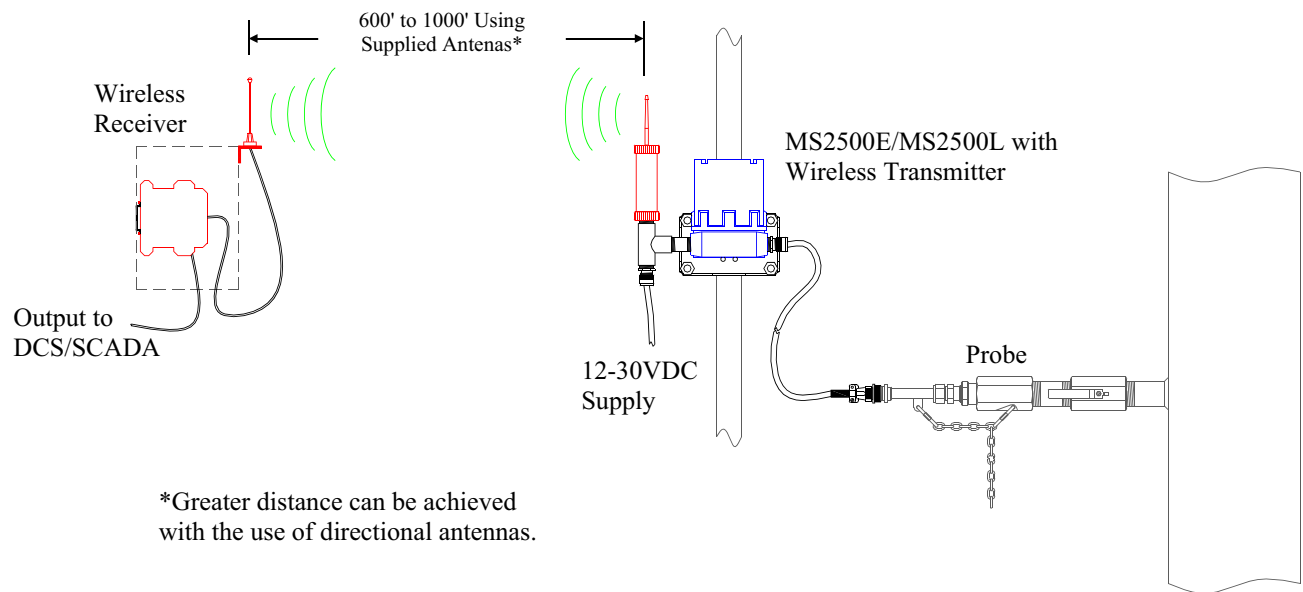 600' to 1000' Using
Supplied Antenas*
Wireless
Receiver
MS2500E/MS2500L with
Wireless Transmitter
Output to
DCS/SCADA
12-30VDC
Supply
Probe
*Greater distance can be achieved
with the use of directional antennas.